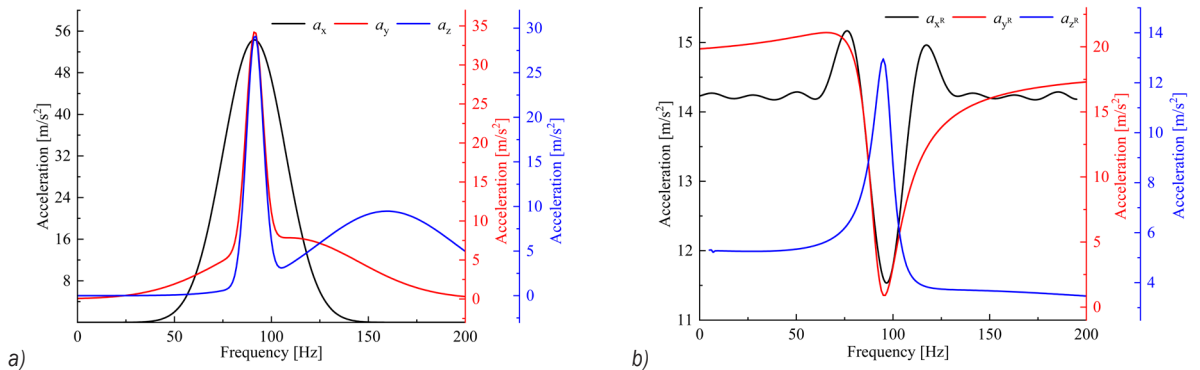 a_x a_y a_z
Acceleration [m/s²]
56
48
40
32
24
16
8
0 50 100 150 200
Frequency [Hz]
35
30
25
20
15
10
5
0
Acceleration [m/s²]
30
25
20
15
10
5
0
Acceleration [m/s²]
a)
a_xR a_yR a_zR
Acceleration [m/s²]
15
14
13
12
11
0 50 100 150 200
Frequency [Hz]
20
15
10
5
0
Acceleration [m/s²]
14
12
10
8
6
4
Acceleration [m/s²]
b)